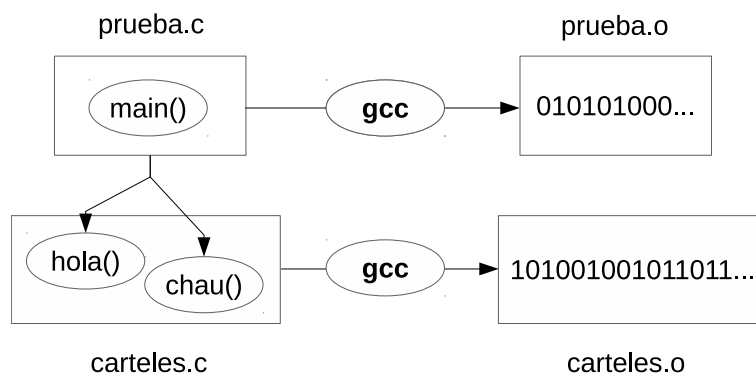 prueba.c
prueba.o
main()
gcc
010101000...
hola()
chau()
gcc
101001001011011...
carteles.c
carteles.o